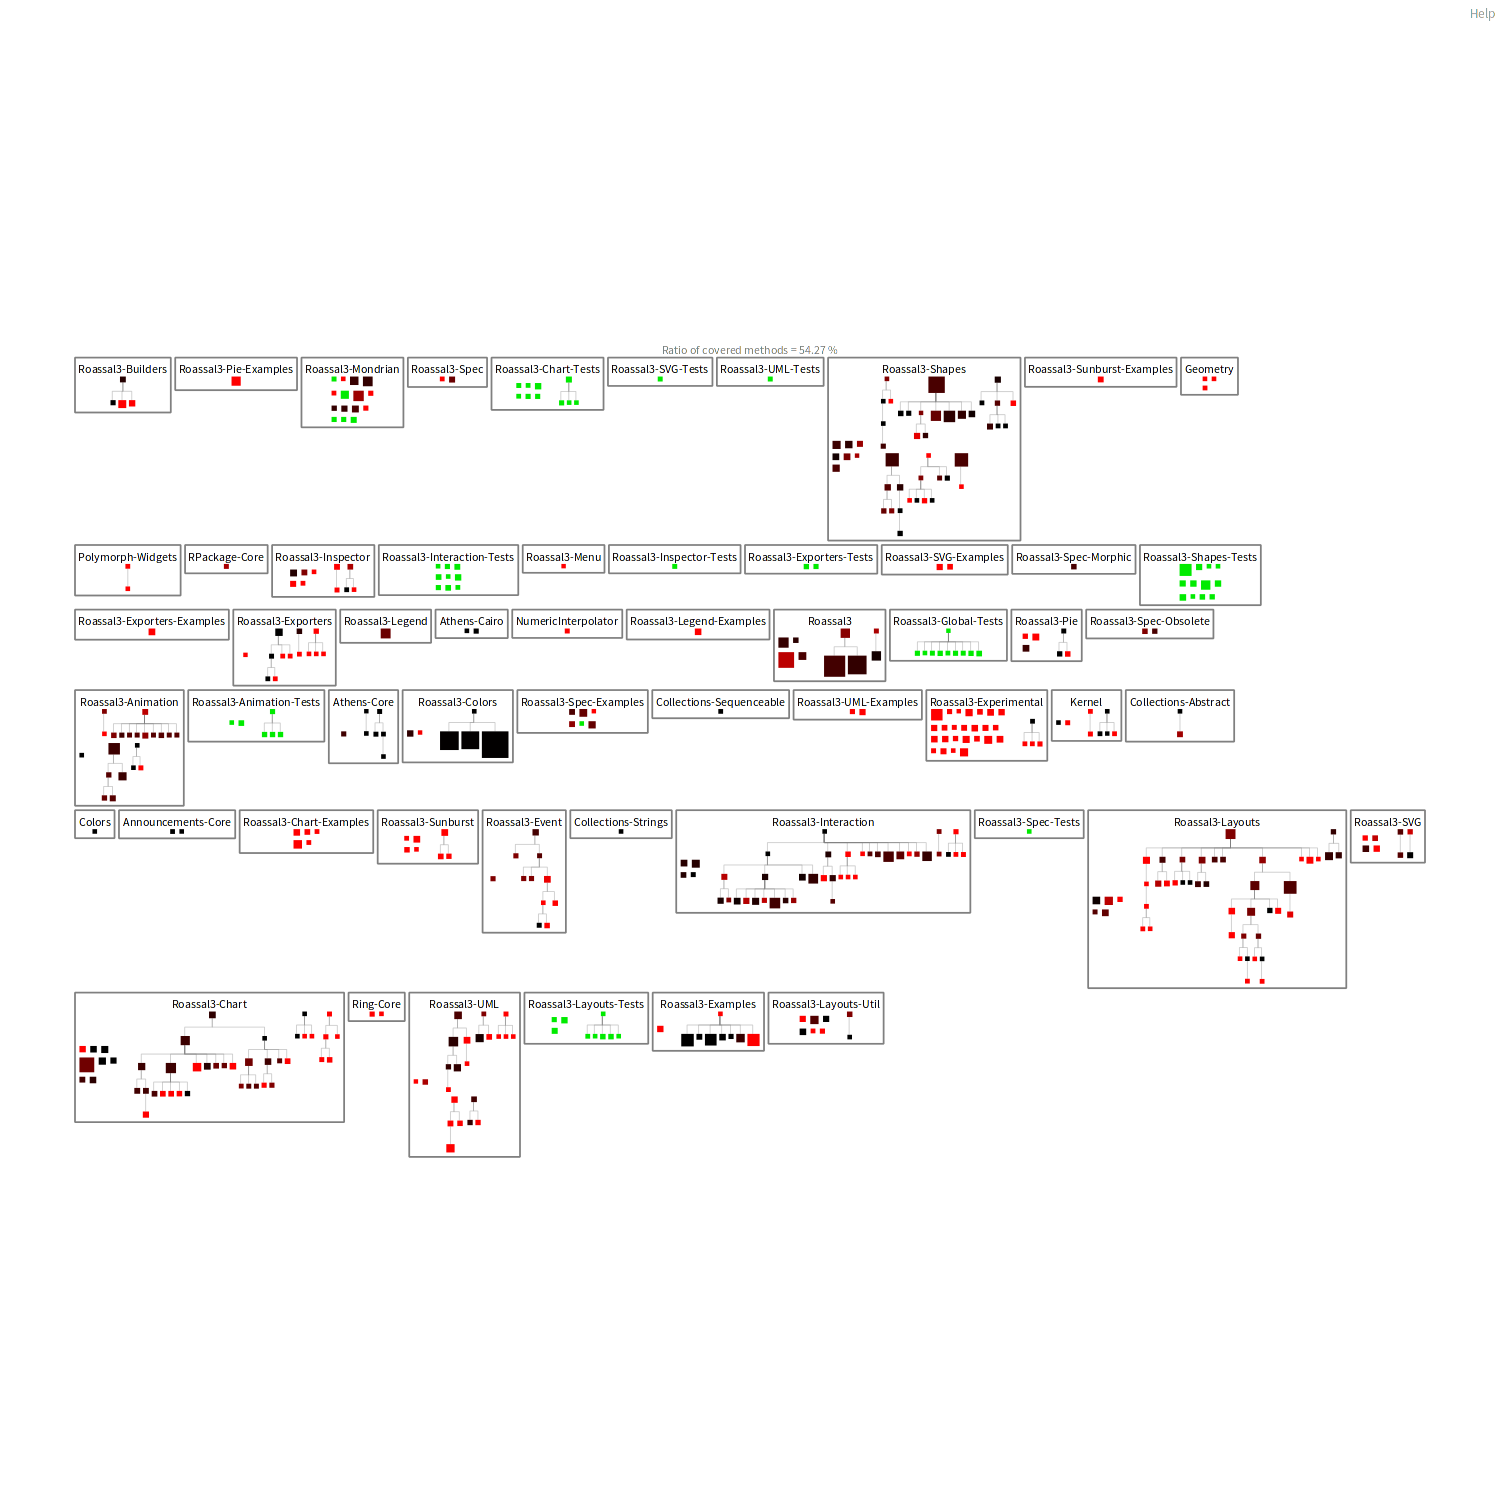 Help
Ratio of covered methods = 54.27 %
Roassal3-Builders
Roassal3-Pie-Examples
Roassal3-Mondrian
Roassal3-Spec
Roassal3-Chart-Tests
Roassal3-SVG-Tests
Roassal3-UML-Tests
Roassal3-Shapes
Roassal3-Sunburst-Examples
Geometry
Polymorph-Widgets
RPackage-Core
Roassal3-Inspector
Roassal3-Interaction-Tests
Roassal3-Menu
Roassal3-Inspector-Tests
Roassal3-Exporters-Tests
Roassal3-SVG-Examples
Roassal3-Spec-Morphic
Roassal3-Shapes-Tests
Roassal3-Exporters-Examples
Roassal3-Exporters
Roassal3-Legend
Athens-Cairo
NumericInterpolator
Roassal3-Legend-Examples
Roassal3
Roassal3-Global-Tests
Roassal3-Pie
Roassal3-Spec-Obsolete
Roassal3-Animation
Roassal3-Animation-Tests
Athens-Core
Roassal3-Colors
Roassal3-Spec-Examples
Collections-Sequenceable
Roassal3-UML-Examples
Roassal3-Experimental
Kernel
Collections-Abstract
Colors
Announcements-Core
Roassal3-Chart-Examples
Roassal3-Sunburst
Roassal3-Event
Collections-Strings
Roassal3-Interaction
Roassal3-Spec-Tests
Roassal3-Layouts
Roassal3-SVG
Roassal3-Chart
Ring-Core
Roassal3-UML
Roassal3-Layouts-Tests
Roassal3-Examples
Roassal3-Layouts-Util